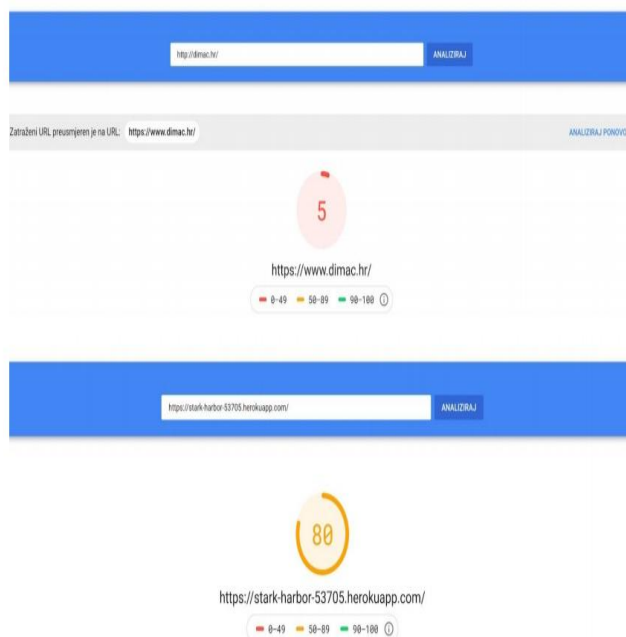 http://dimac.hr/
ANALIZIRAJ
Zatraženi URL preusmjeren je na URL: https://www.dimac.hr/
ANALIZIRAJ PONOVO
5
https://www.dimac.hr/
0-49 50-89 90-100
https://stark-harbor-53705.herokuapp.com/
ANALIZIRAJ
80
https://stark-harbor-53705.herokuapp.com/
0-49 50-89 90-100